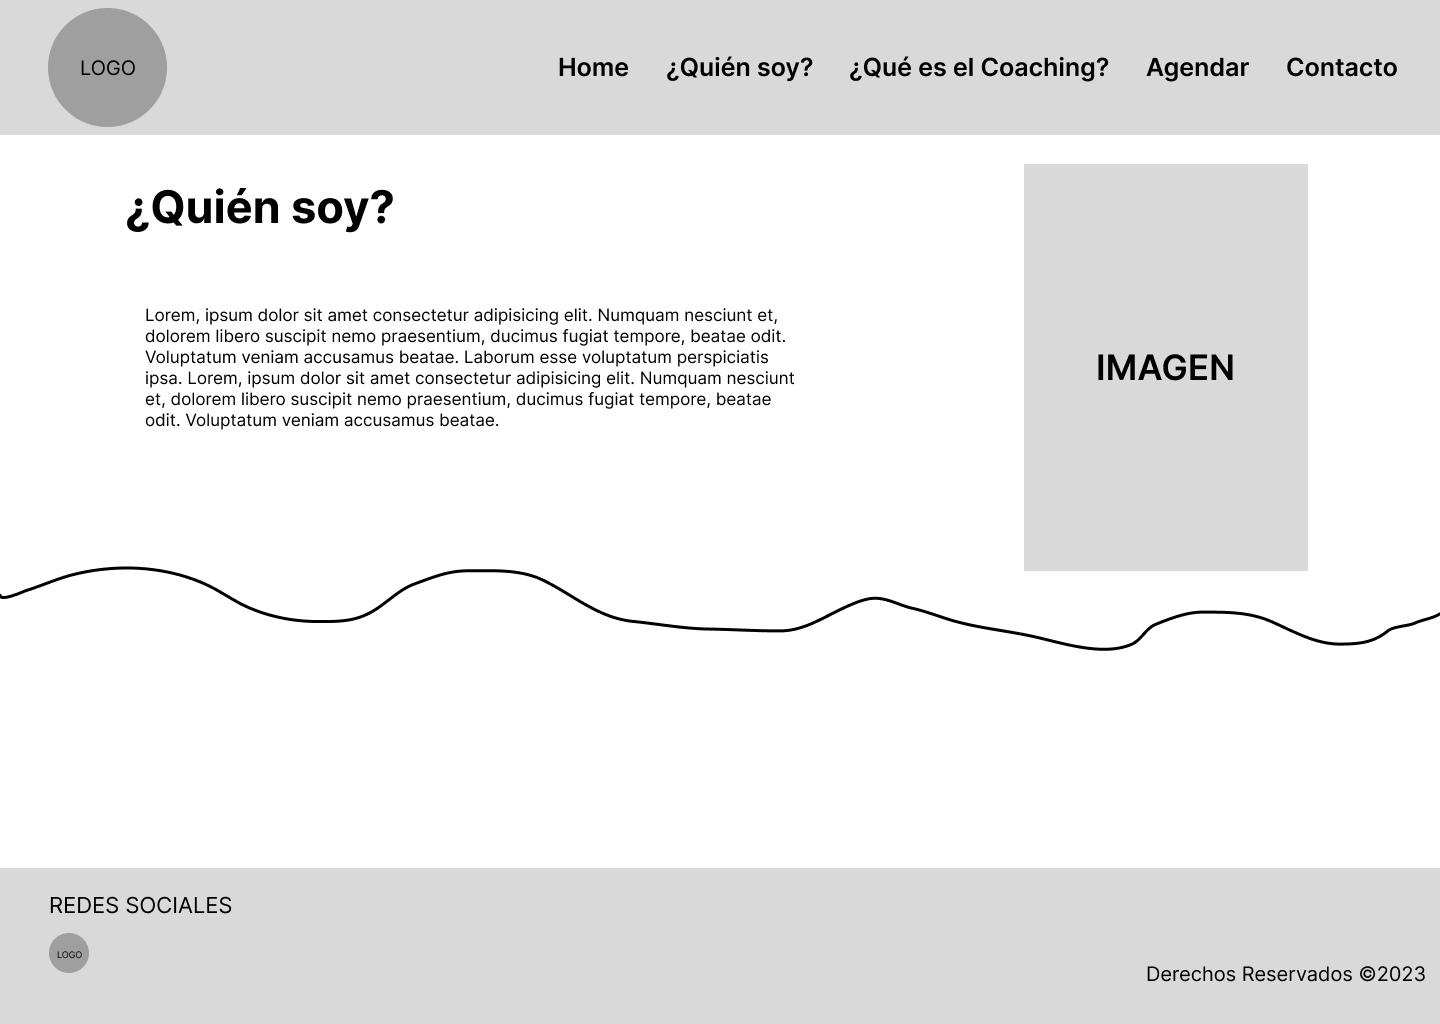 LOGO
Home
¿Quién soy?
¿Qué es el Coaching?
Agendar
Contacto
¿Quién soy?
Lorem, ipsum dolor sit amet consectetur adipisicing elit. Numquam nesciunt et,
dolorem libero suscipit nemo praesentium, ducimus fugiat tempore, beatae odit.
Voluptatum veniam accusamus beatae. Laborum esse voluptatum perspiciatis
ipsa. Lorem, ipsum dolor sit amet consectetur adipisicing elit. Numquam nesciunt
et, dolorem libero suscipit nemo praesentium, ducimus fugiat tempore, beatae
odit. Voluptatum veniam accusamus beatae.
IMAGEN
REDES SOCIALES
LOGO
Derechos Reservados ©2023